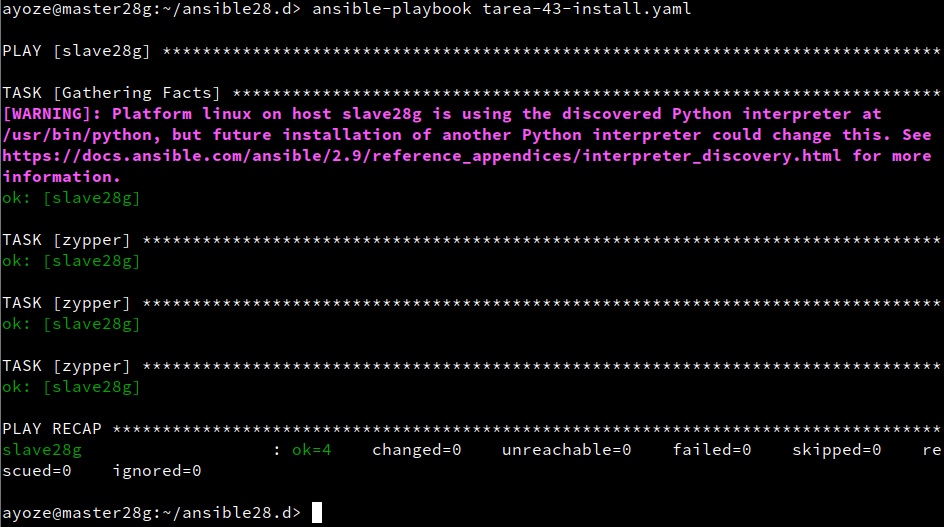 ayoze@master28g:~/ansible28.d> ansible-playbook tarea-43-install.yaml
PLAY [slave28g] ******************************************************************************
TASK [Gathering Facts] ***********************************************************************
[WARNING]: Platform linux on host slave28g is using the discovered Python interpreter at
/usr/bin/python, but future installation of another Python interpreter could change this. See
https://docs.ansible.com/ansible/2.9/reference_appendices/interpreter_discovery.html for more
information.
ok: [slave28g]
TASK [zypper] ********************************************************************************
ok: [slave28g]
TASK [zypper] ********************************************************************************
ok: [slave28g]
TASK [zypper] ********************************************************************************
ok: [slave28g]
PLAY RECAP ***********************************************************************************
slave28g                   : ok=4    changed=0    unreachable=0    failed=0    skipped=0    re
scued=0    ignored=0
ayoze@master28g:~/ansible28.d>